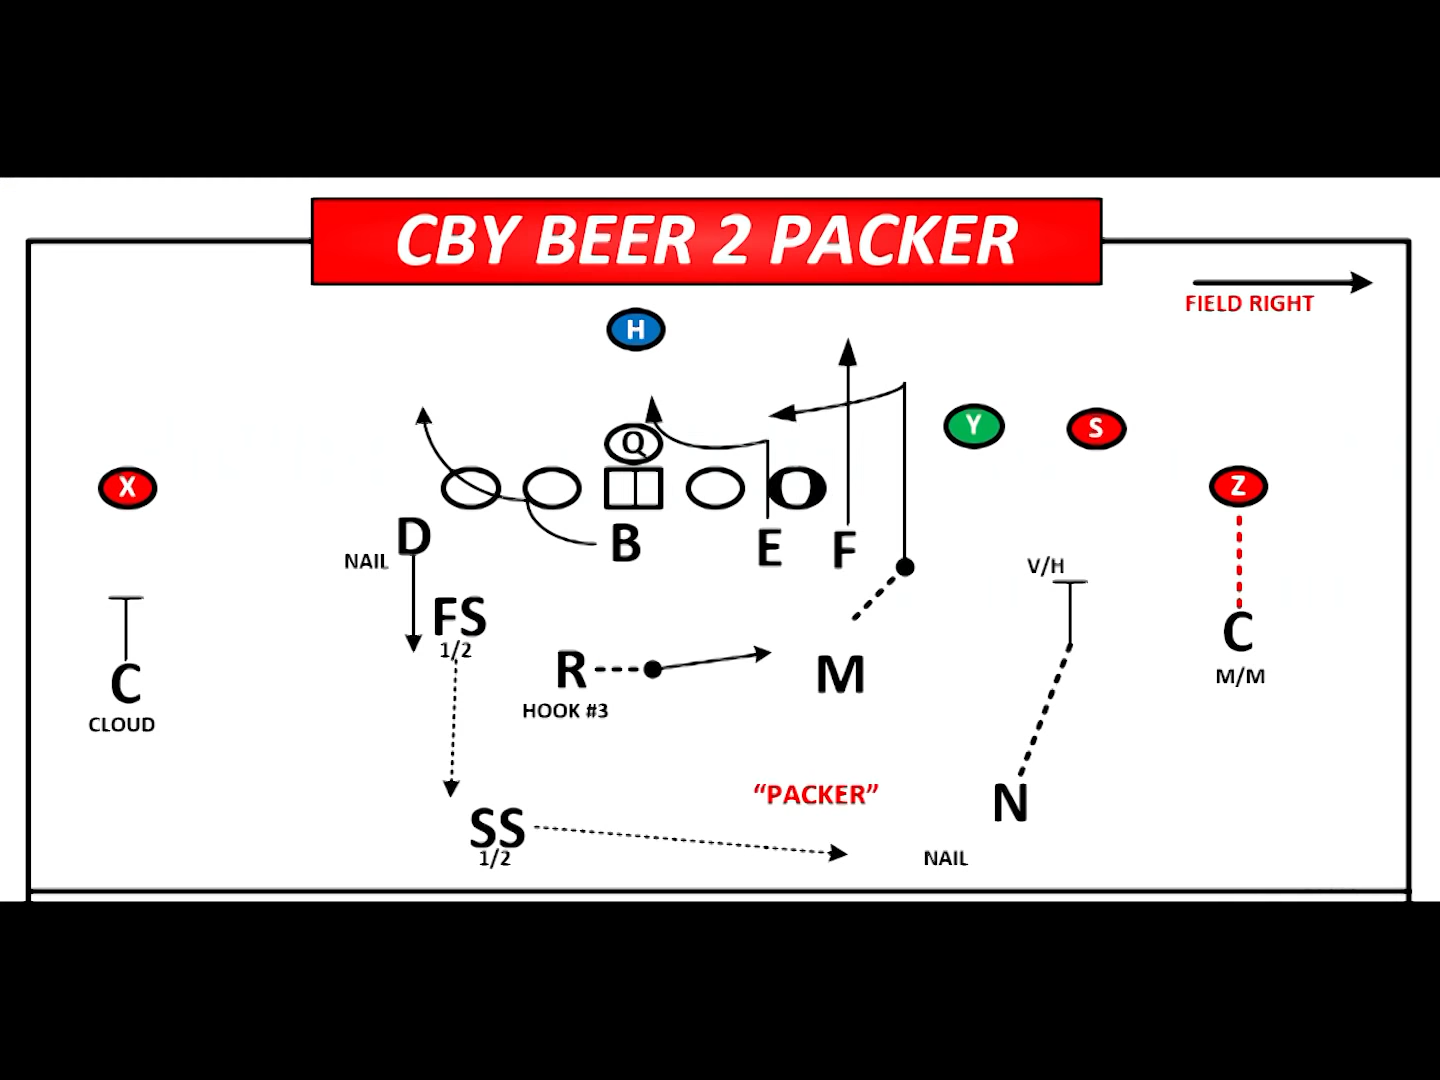 CBY BEER 2 PACKER
FIELD RIGHT
H
Y
S
Q
X
Z
D
B
E
F
NAIL
V/H
FS
1/2
C
M/M
C
CLOUD
R
HOOK #3
M
"PACKER"
N
SS
1/2
NAIL